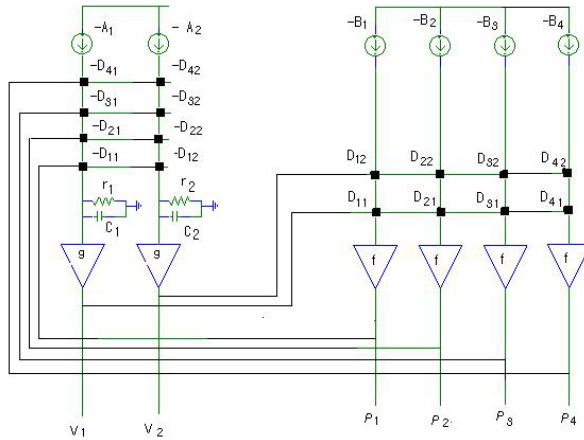 -A1 -A2 -B1 -B2 -B3 -B4
-D41 -D42
-D31 -D32
-D21 -D22
-D11 -D12
D12 D22 D32 D42
r1 r2
D11 D21 D31 D41
C1 C2
g g f f f f
V1 V2 P1 P2. P3 P4